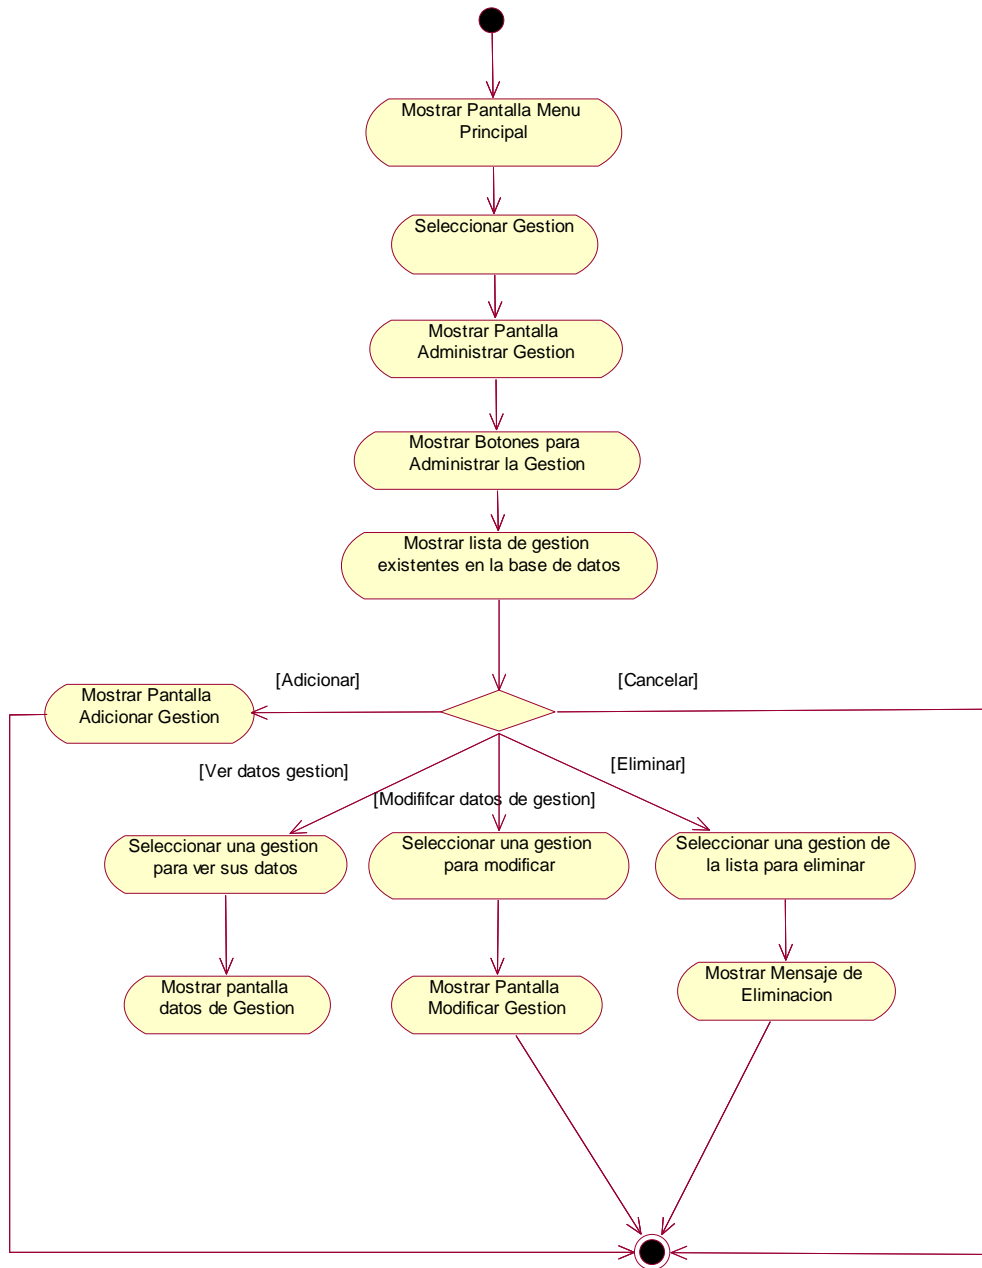 Mostrar Pantalla Menu
Principal
Seleccionar Gestion
Mostrar Pantalla
Administrar Gestion
Mostrar Botones para
Administrar la Gestion
Mostrar lista de gestion
existentes en la base de datos
[Adicionar]
[Cancelar]
Mostrar Pantalla
Adicionar Gestion
[Ver datos gestion]
[Modififcar datos de gestion]
[Eliminar]
Seleccionar una gestion
para ver sus datos
Seleccionar una gestion
para modificar
Seleccionar una gestion de
la lista para eliminar
Mostrar pantalla
datos de Gestion
Mostrar Pantalla
Modificar Gestion
Mostrar Mensaje de
Eliminacion